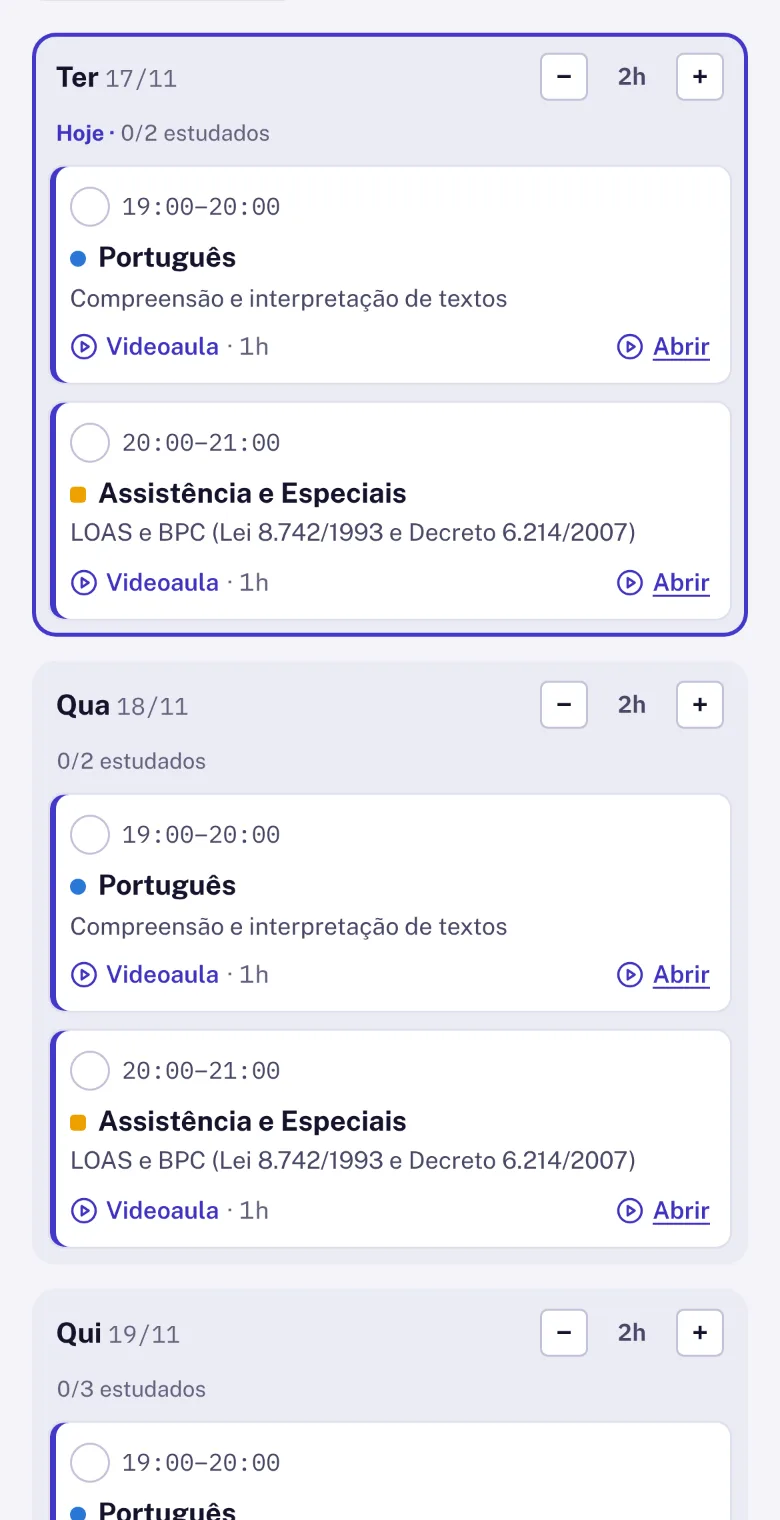 Ter 17/11 − 2h +
Hoje · 0/2 estudados
19:00–20:00
Português
Compreensão e interpretação de textos
Videoaula · 1h Abrir
20:00–21:00
Assistência e Especiais
LOAS e BPC (Lei 8.742/1993 e Decreto 6.214/2007)
Videoaula · 1h Abrir
Qua 18/11 − 2h +
0/2 estudados
19:00–20:00
Português
Compreensão e interpretação de textos
Videoaula · 1h Abrir
20:00–21:00
Assistência e Especiais
LOAS e BPC (Lei 8.742/1993 e Decreto 6.214/2007)
Videoaula · 1h Abrir
Qui 19/11 − 2h +
0/3 estudados
19:00–20:00
Português